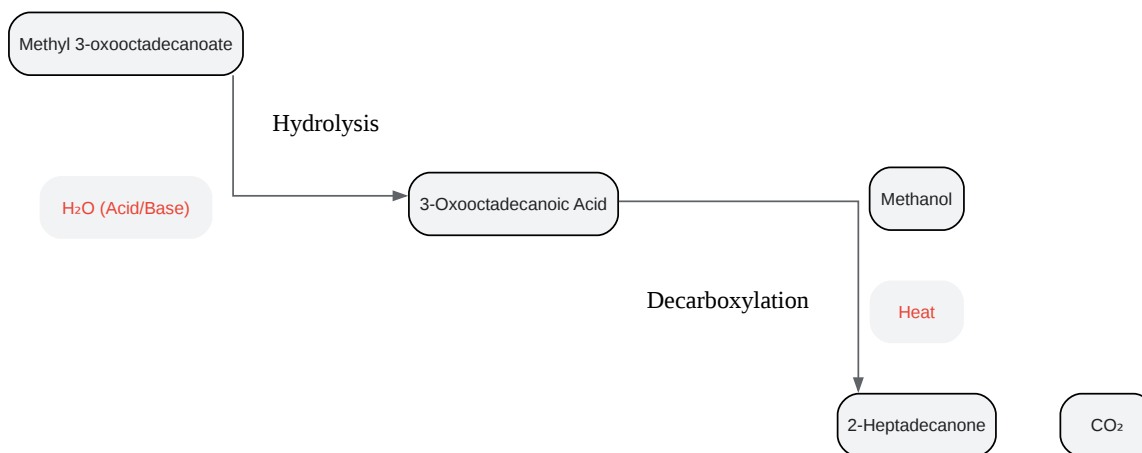 Methyl 3-oxooctadecanoate
Hydrolysis
H₂O (Acid/Base)
3-Oxooctadecanoic Acid
Methanol
Decarboxylation
Heat
2-Heptadecanone
CO₂